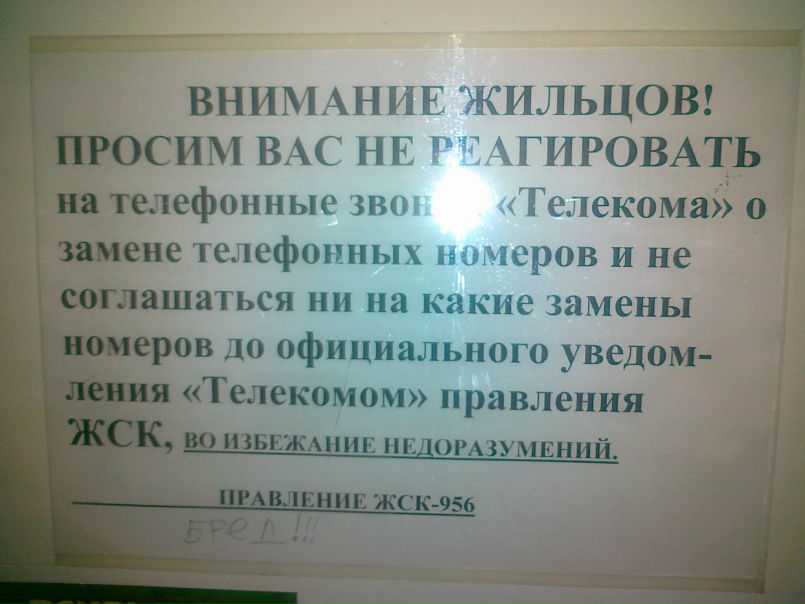 ВНИМАНИЕ ЖИЛЬЦОВ!
ПРОСИМ ВАС НЕ РЕАГИРОВАТЬ
на телефонные «Телекома» о
замене телефонных номеров и не
соглашаться ни на какие замены
номеров до официального уведом-
ления «Телекомом» правления
ЖСК, ВО ИЗБЕЖАНИЕ НЕДОРАЗУМЕНИЙ.
ПРАВЛЕНИЕ ЖСК-956
БРеД!!!